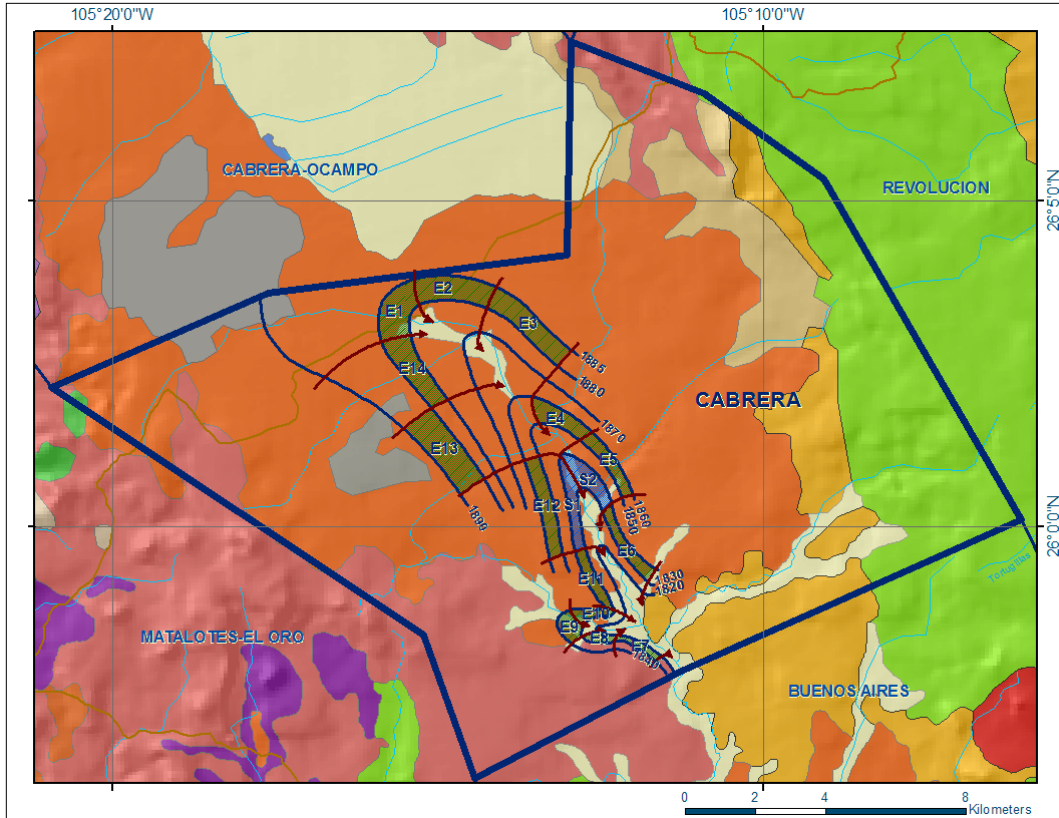 105°20'0"W
105°10'0"W
CABRERA-OCAMPO
REVOLUCION
26°5'0"N
E2
E1
E3
1885
E14
1880
CABRERA
E4
1870
E13
E5
S2
1890
E12
S1
1860
1850
26°0'0"N
E6
Tortuguillas
E11
1830
1820
E10
E9
E8
E7
1840
MATALOTES-EL ORO
BUENOS AIRES
0
2
4
8
Kilometers